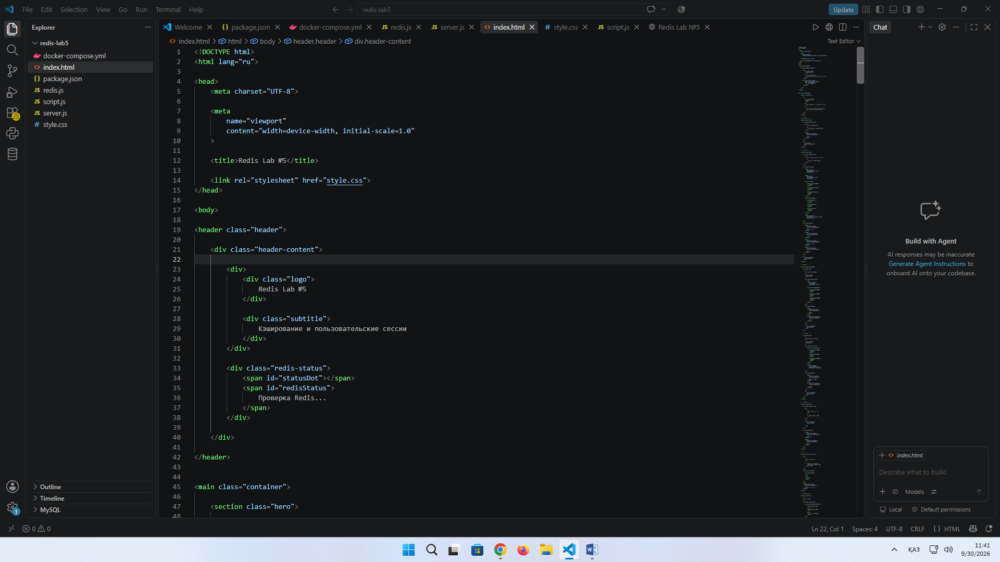 File Edit Selection View Go Run Terminal Help
redis-lab5
Update
Explorer
redis-lab5
docker-compose.yml
index.html
package.json
redis.js
script.js
server.js
style.css
Outline
Timeline
MySQL
Welcome
package.json
docker-compose.yml
redis.js
server.js
index.html
style.css
script.js
Redis Lab №5
index.html > html > body > header.header > div.header-content
Text Editor
1 <!DOCTYPE html>
2 <html lang="ru">
3
4 <head>
5 <meta charset="UTF-8">
6
7 <meta
8 name="viewport"
9 content="width=device-width, initial-scale=1.0"
10 >
11
12 <title>Redis Lab №5</title>
13
14 <link rel="stylesheet" href="style.css">
15 </head>
16
17 <body>
18
19 <header class="header">
20
21 <div class="header-content">
22
23 <div>
24 <div class="logo">
25 Redis Lab №5
26 </div>
27
28 <div class="subtitle">
29 Кэширование и пользовательские сессии
30 </div>
31 </div>
32
33 <div class="redis-status">
34 <span id="statusDot"></span>
35 <span id="redisStatus">
36 Проверка Redis...
37 </span>
38 </div>
39
40 </div>
41
42 </header>
43
44
45 <main class="container">
46
47 <section class="hero">
48
Chat
Build with Agent
AI responses may be inaccurate
Generate Agent Instructions to
onboard AI onto your codebase.
index.html
Describe what to build
Models
Local Default permissions
0 0
Ln 22, Col 1 Spaces: 4 UTF-8 CRLF { } HTML
ҚАЗ
11:41
9/30/2026